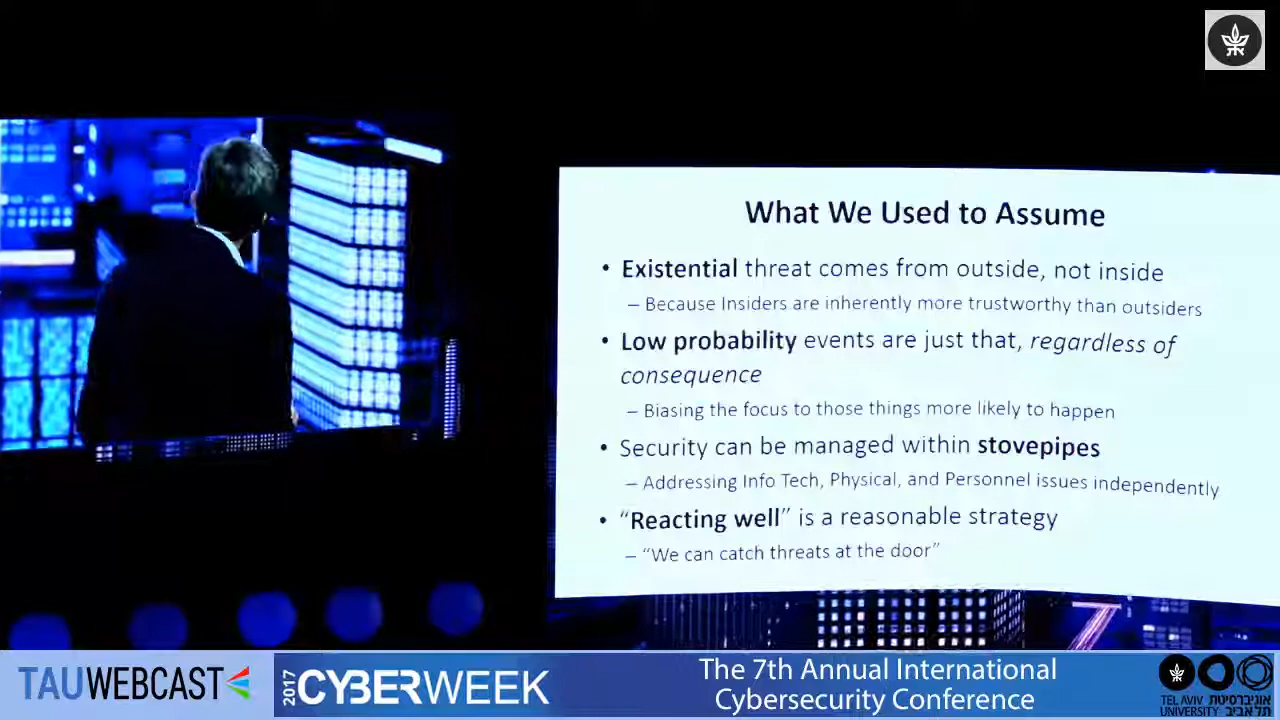 What We Used to Assume
• Existential threat comes from outside, not inside
– Because Insiders are inherently more trustworthy than outsiders
• Low probability events are just that, regardless of
consequence
– Biasing the focus to those things more likely to happen
• Security can be managed within stovepipes
– Addressing Info Tech, Physical, and Personnel issues independently
• “Reacting well” is a reasonable strategy
– “We can catch threats at the door”
7
TAUWEBCAST
2017 CYBERWEEK
The 7th Annual International
Cybersecurity Conference
TEL AVIV אוניברסיטת
UNIVERSITY תל אביב